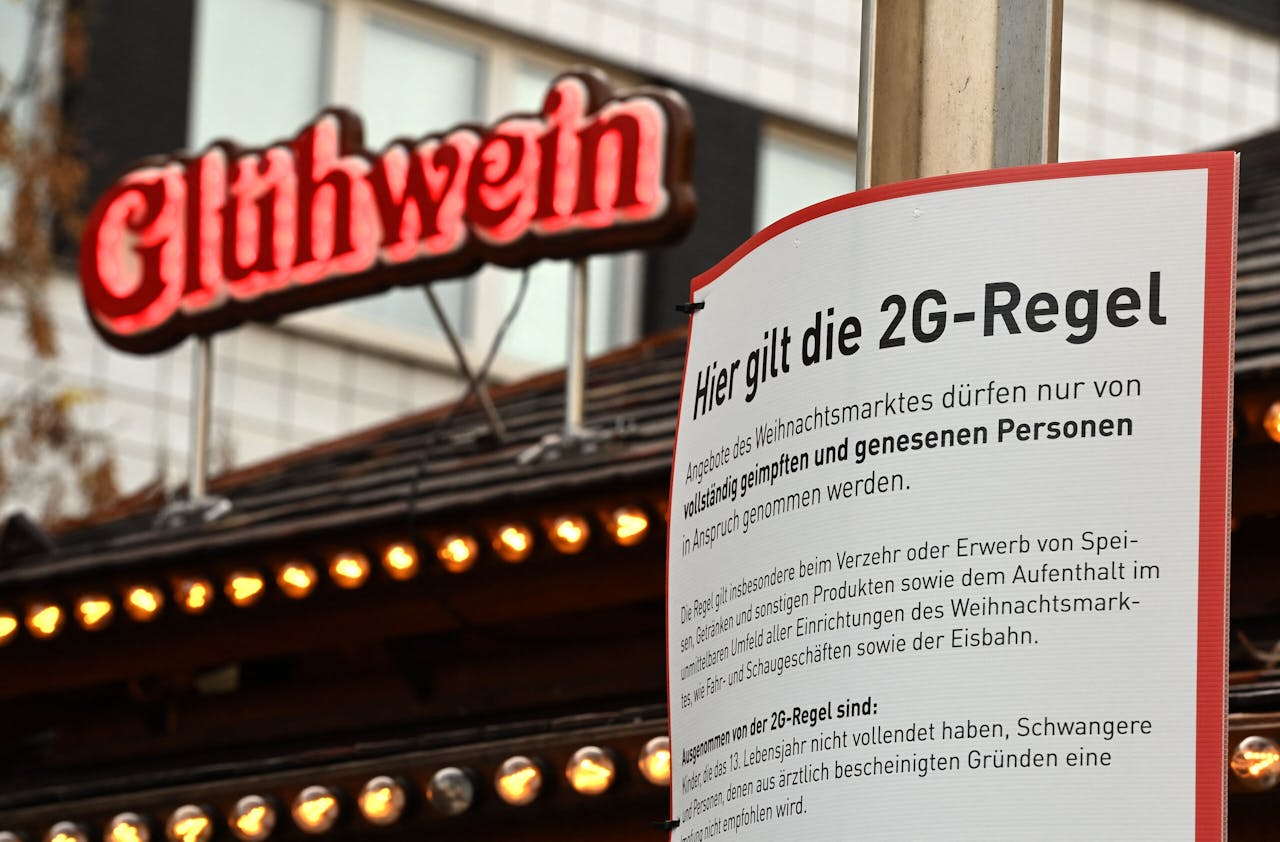 Glühwein
Hier gilt die 2G-Regel
Angebote des Weihnachtsmarktes dürfen nur von
vollständig geimpften und genesenen Personen
in Anspruch genommen werden.
Die Regel gilt insbesondere beim Verzehr oder Erwerb von Spei-
sen, Getränken und sonstigen Produkten sowie dem Aufenthalt im
unmittelbaren Umfeld aller Einrichtungen des Weihnachtsmark-
tes, wie Fahr- und Schaugeschäften sowie der Eisbahn.
Ausgenommen von der 2G-Regel sind:
Kinder, die das 13. Lebensjahr nicht vollendet haben, Schwangere
und Personen, denen aus ärztlich bescheinigten Gründen eine
Impfung nicht empfohlen wird.